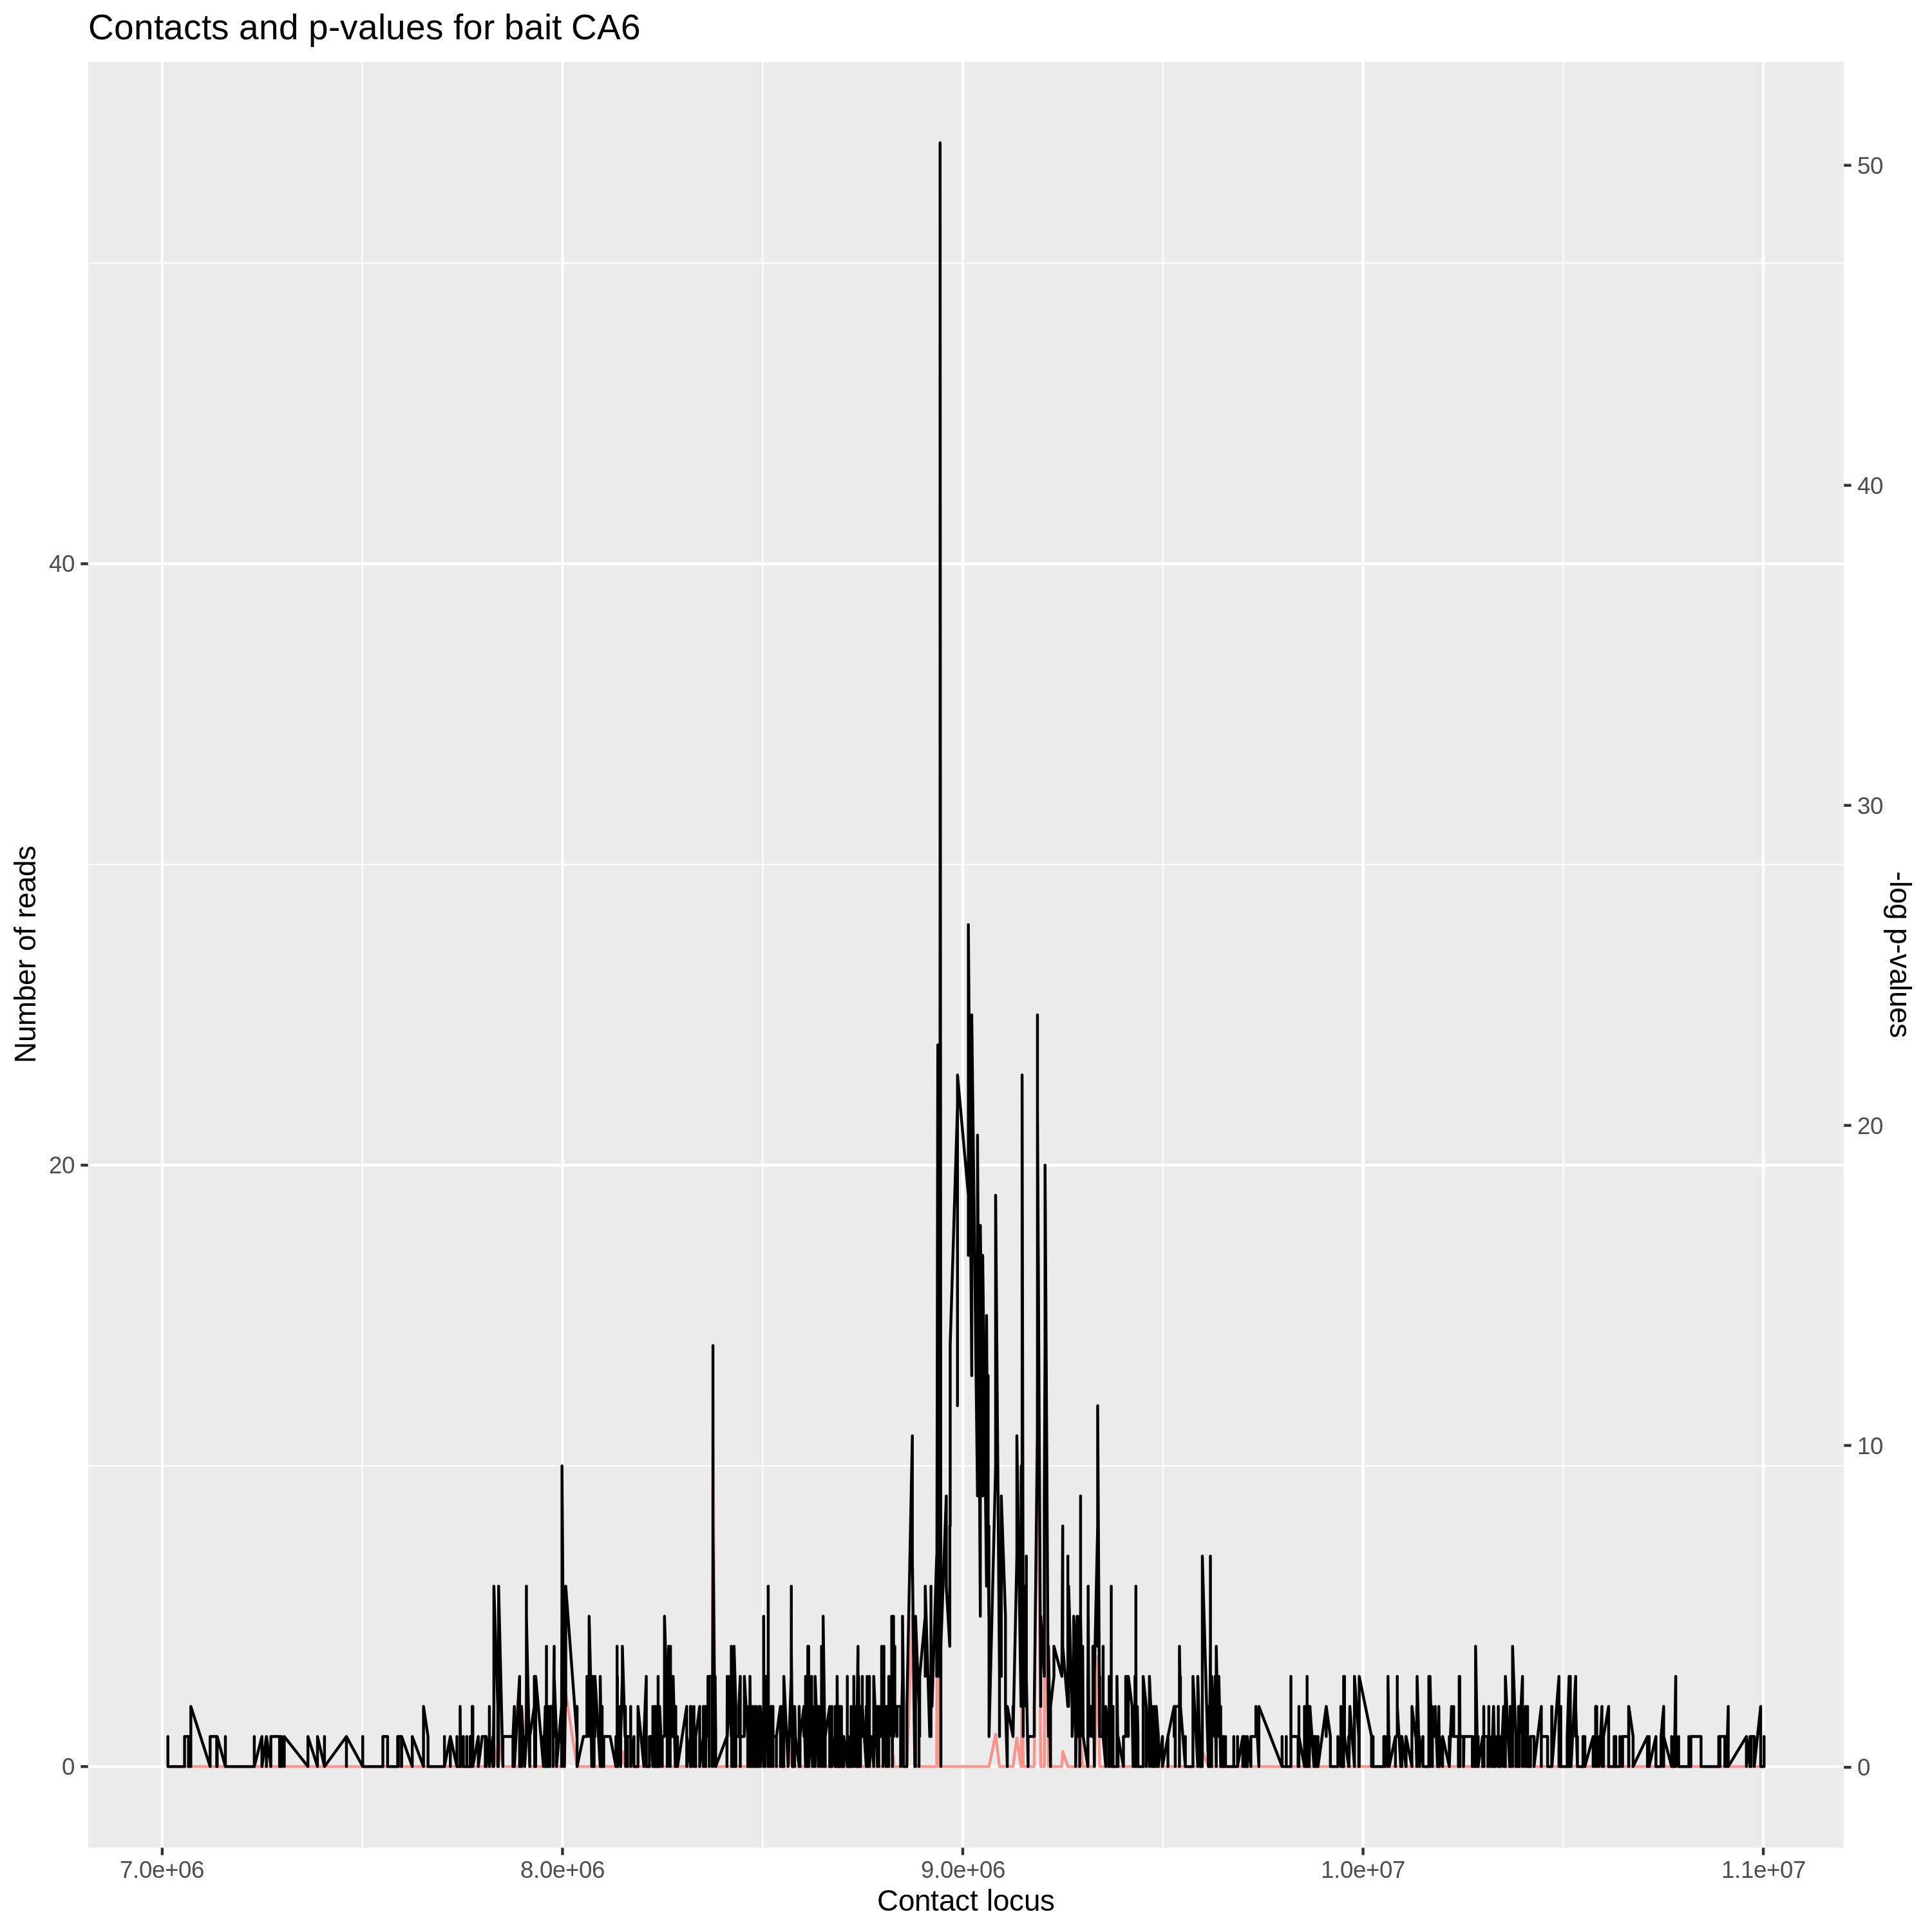 Contacts and p-values for bait CA6
50
40
40
30
20
20
10
0
0
Number of reads
-log p-values
7.0e+06 8.0e+06 9.0e+06 1.0e+07 1.1e+07
Contact locus